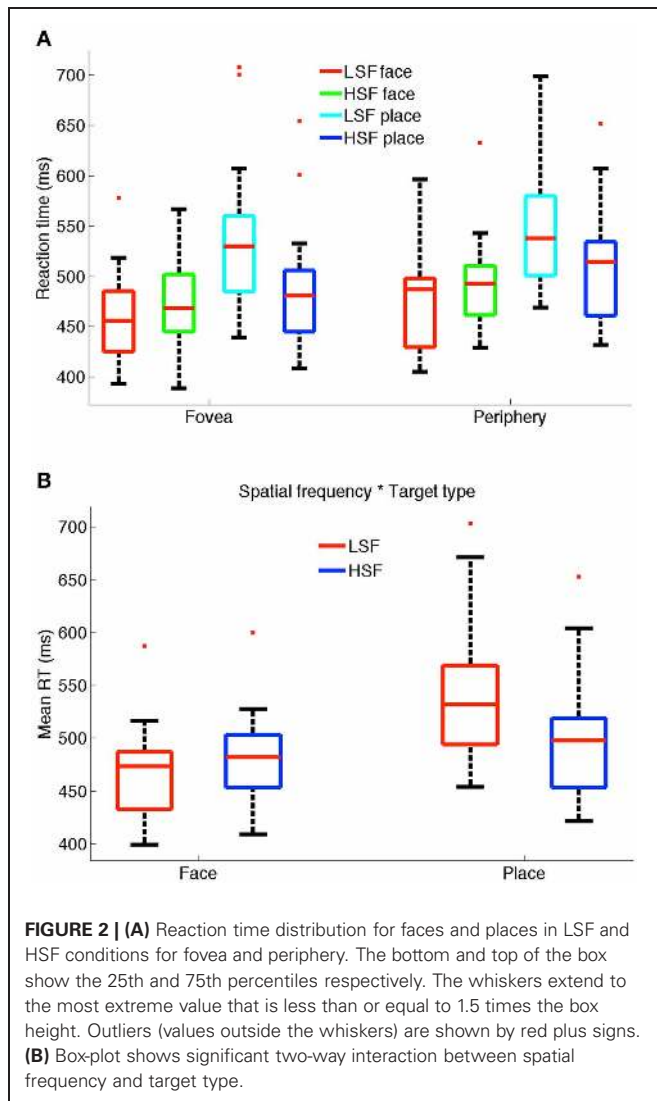 A
LSF face
HSF face
LSF place
HSF place
700
650
600
550
500
450
400
Reaction time (ms)
Fovea
Periphery
B
Spatial frequency * Target type
LSF
HSF
700
650
600
550
500
450
400
Mean RT (ms)
Face
Place
FIGURE 2 | (A) Reaction time distribution for faces and places in LSF and
HSF conditions for fovea and periphery. The bottom and top of the box
show the 25th and 75th percentiles respectively. The whiskers extend to
the most extreme value that is less than or equal to 1.5 times the box
height. Outliers (values outside the whiskers) are shown by red plus signs.
(B) Box-plot shows significant two-way interaction between spatial
frequency and target type.